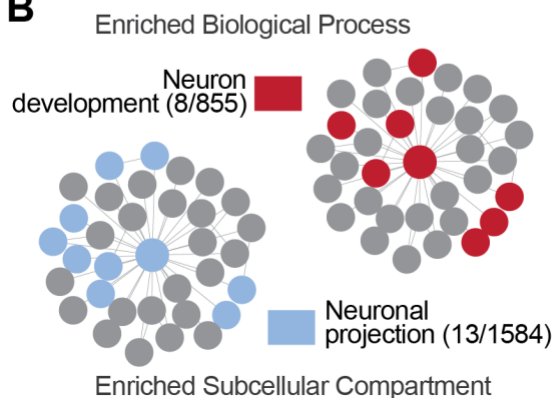 B
Enriched Biological Process
Neuron
development (8/855)
Neuronal
projection (13/1584)
Enriched Subcellular Compartment